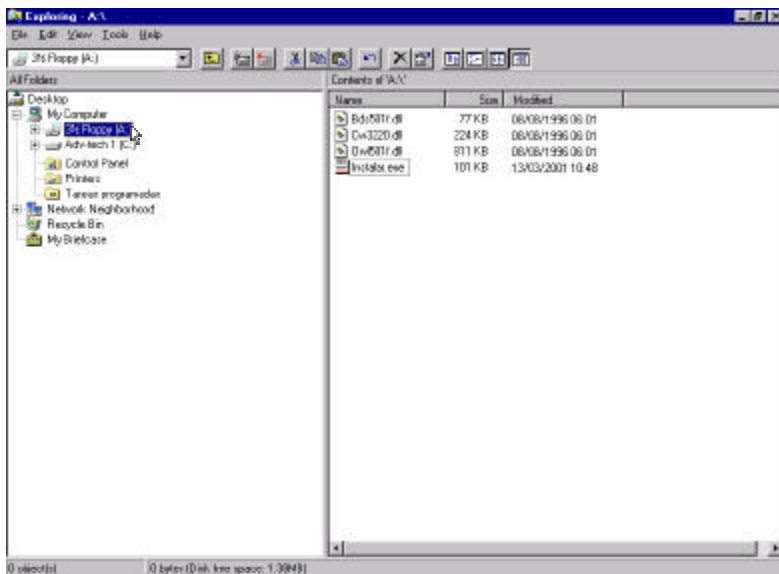 Exploring - A:\
File Edit View Tools Help
3½ Floppy (A:)
All Folders
Contents of 'A:\'
Desktop
My Computer
3½ Floppy (A:)
Adv-tech 1 (C:)
Control Panel
Printers
Tareas programadas
Network Neighborhood
Recycle Bin
My Briefcase
Name Size Modified
Bds501f.dll 77 KB 08/08/1996 06:01
Cw3220.dll 224 KB 08/08/1996 06:01
Owl501f.dll 811 KB 08/08/1996 06:01
Instalar.exe 101 KB 13/03/2001 10:48
0 object(s) 0 bytes (Disk free space: 1.38MB)